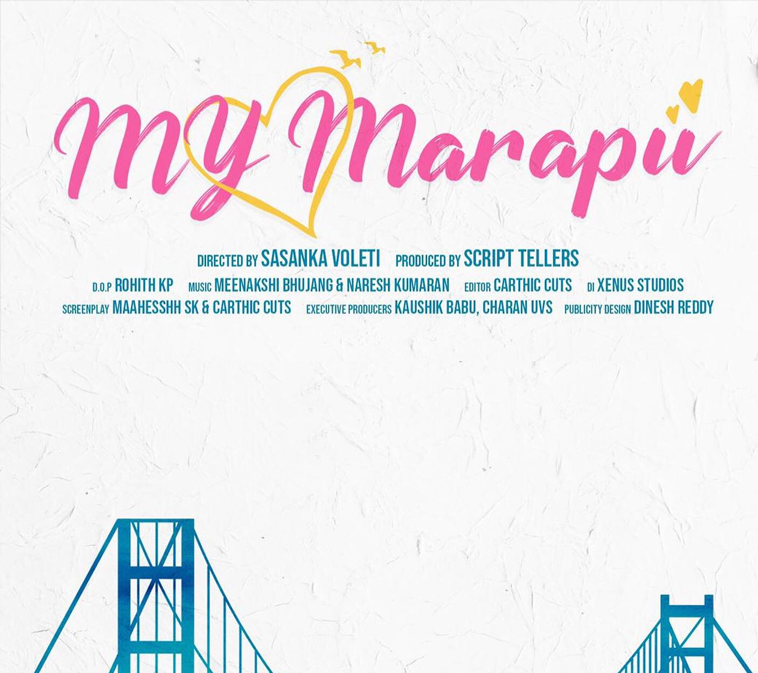 My Marapu
DIRECTED BY SASANKA VOLETI PRODUCED BY SCRIPT TELLERS
D.O.P ROHITH KP MUSIC MEENAKSHI BHUJANG & NARESH KUMARAN EDITOR CARTHIC CUTS DI XENUS STUDIOS
SCREENPLAY MAAHESSHH SK & CARTHIC CUTS EXECUTIVE PRODUCERS KAUSHIK BABU, CHARAN UVS PUBLICITY DESIGN DINESH REDDY